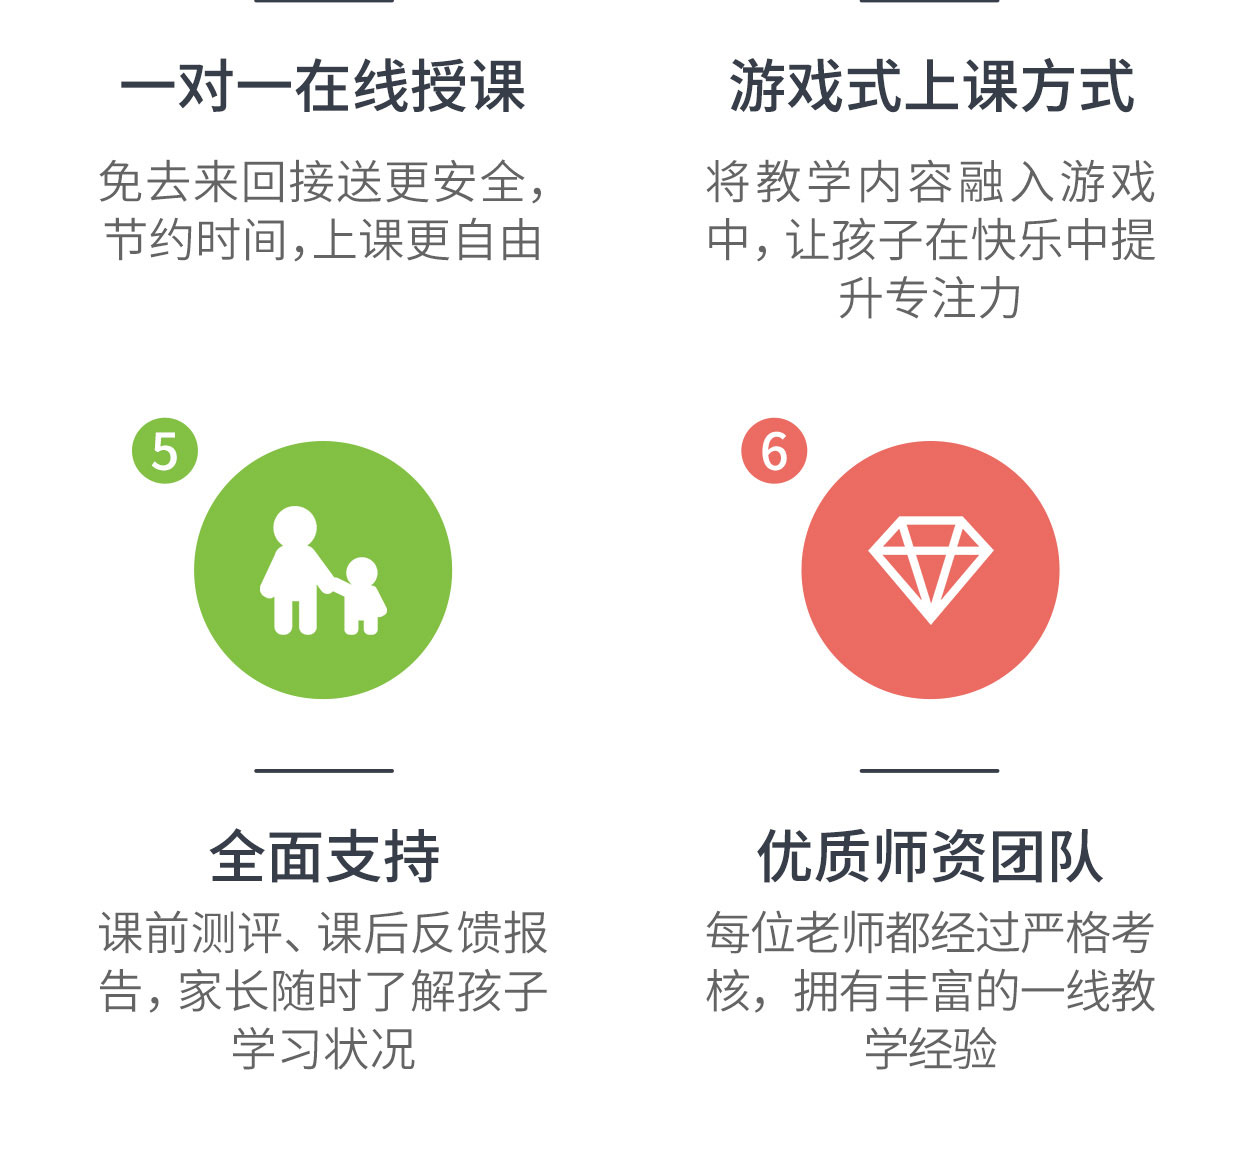 一对一在线授课
免去来回接送更安全，
节约时间，上课更自由
游戏式上课方式
将教学内容融入游戏
中，让孩子在快乐中提
升专注力
5
全面支持
课前测评、课后反馈报
告，家长随时了解孩子
学习状况
6
优质师资团队
每位老师都经过严格考
核，拥有丰富的一线教
学经验